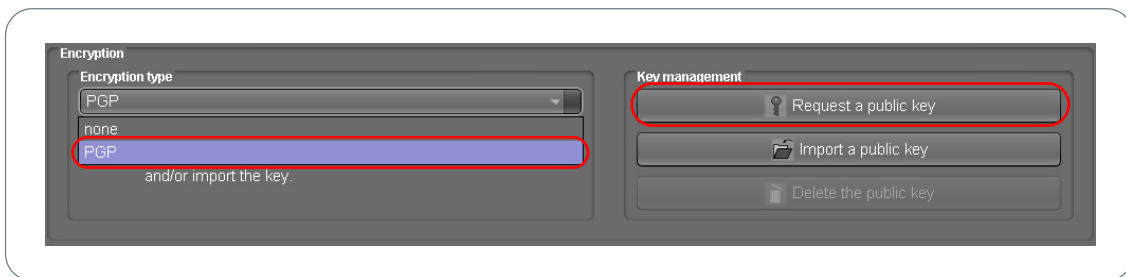 Encryption
Encryption type
PGP
none
PGP
and/or import the key.
Key management
Request a public key
Import a public key
Delete the public key